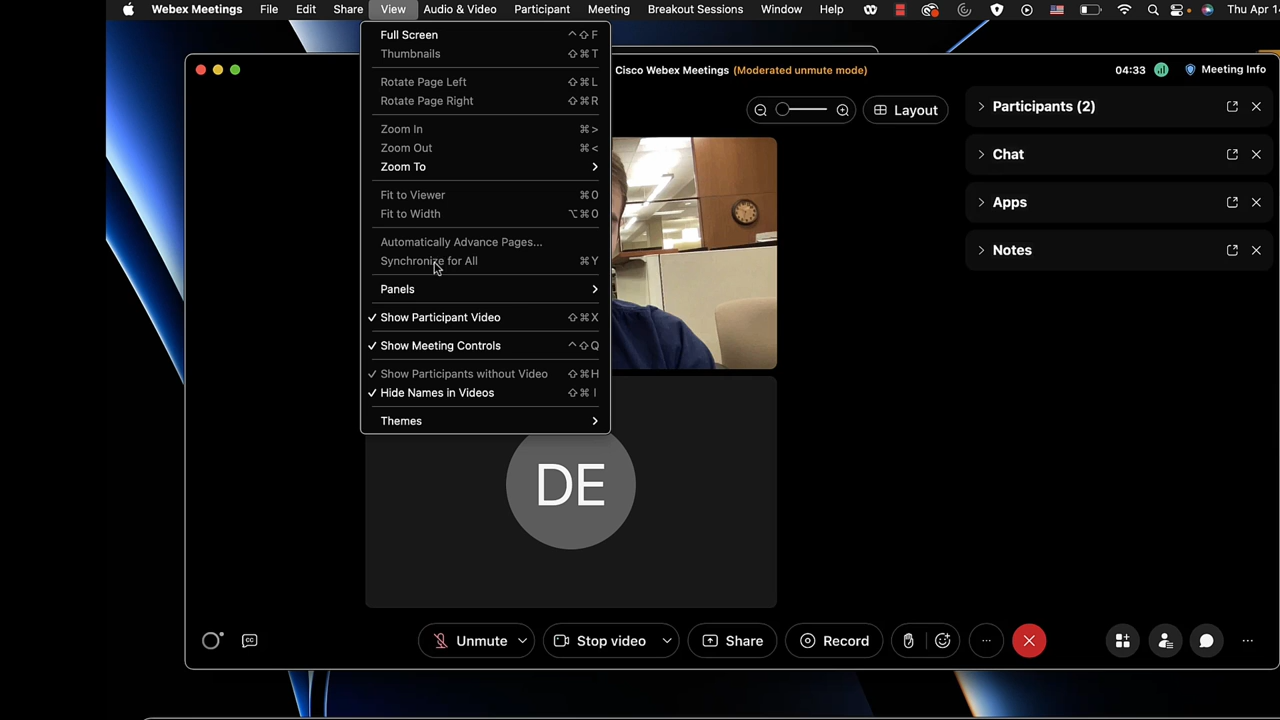 Webex Meetings File Edit Share View Audio & Video Participant Meeting Breakout Sessions Window Help Thu Apr 14
Full Screen ⌃⇧F
Thumbnails ⇧⌘T
Rotate Page Left ⇧⌘L
Rotate Page Right ⇧⌘R
Zoom In ⌘>
Zoom Out ⌘<
Zoom To
Fit to Viewer ⌘0
Fit to Width ⌥⌘0
Automatically Advance Pages...
Synchronize for All ⌘Y
Panels
✓ Show Participant Video ⇧⌘X
✓ Show Meeting Controls ⌃⇧Q
✓ Show Participants without Video ⇧⌘H
✓ Hide Names in Videos ⇧⌘I
Themes
Cisco Webex Meetings (Moderated unmute mode)
04:33 Meeting Info
Layout
Participants (2)
Chat
Apps
Notes
DE
CC
Unmute Stop video Share Record